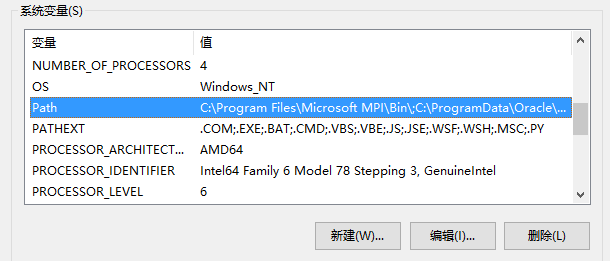 系统变量(S)
变量 值
NUMBER_OF_PROCESSORS 4
OS Windows_NT
Path C:\Program Files\Microsoft MPI\Bin\;C:\ProgramData\Oracle\...
PATHEXT .COM;.EXE;.BAT;.CMD;.VBS;.VBE;.JS;.JSE;.WSF;.WSH;.MSC;.PY
PROCESSOR_ARCHITECT... AMD64
PROCESSOR_IDENTIFIER Intel64 Family 6 Model 78 Stepping 3, GenuineIntel
PROCESSOR_LEVEL 6
新建(W)... 编辑(I)... 删除(L)